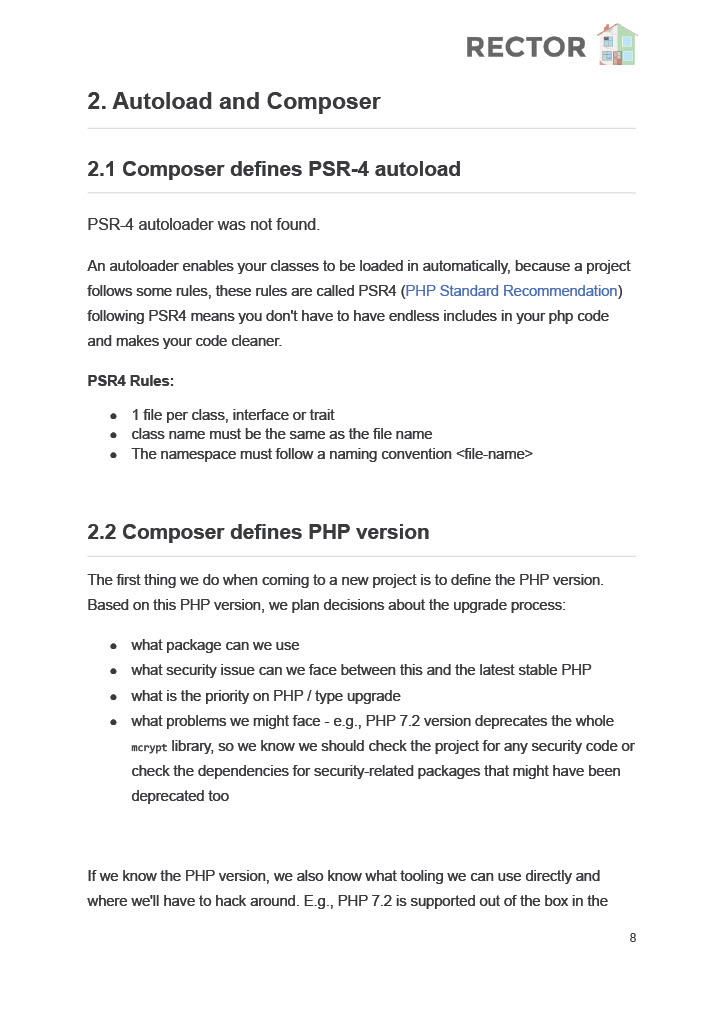 RECTOR
2. Autoload and Composer
2.1 Composer defines PSR-4 autoload
PSR-4 autoloader was not found.
An autoloader enables your classes to be loaded in automatically, because a project
follows some rules, these rules are called PSR4 (PHP Standard Recommendation)
following PSR4 means you don't have to have endless includes in your php code
and makes your code cleaner.
PSR4 Rules:
● 1 file per class, interface or trait
● class name must be the same as the file name
● The namespace must follow a naming convention <file-name>
2.2 Composer defines PHP version
The first thing we do when coming to a new project is to define the PHP version.
Based on this PHP version, we plan decisions about the upgrade process:
● what package can we use
● what security issue can we face between this and the latest stable PHP
● what is the priority on PHP / type upgrade
● what problems we might face - e.g., PHP 7.2 version deprecates the whole
mcrypt library, so we know we should check the project for any security code or
check the dependencies for security-related packages that might have been
deprecated too
If we know the PHP version, we also know what tooling we can use directly and
where we'll have to hack around. E.g., PHP 7.2 is supported out of the box in the
8